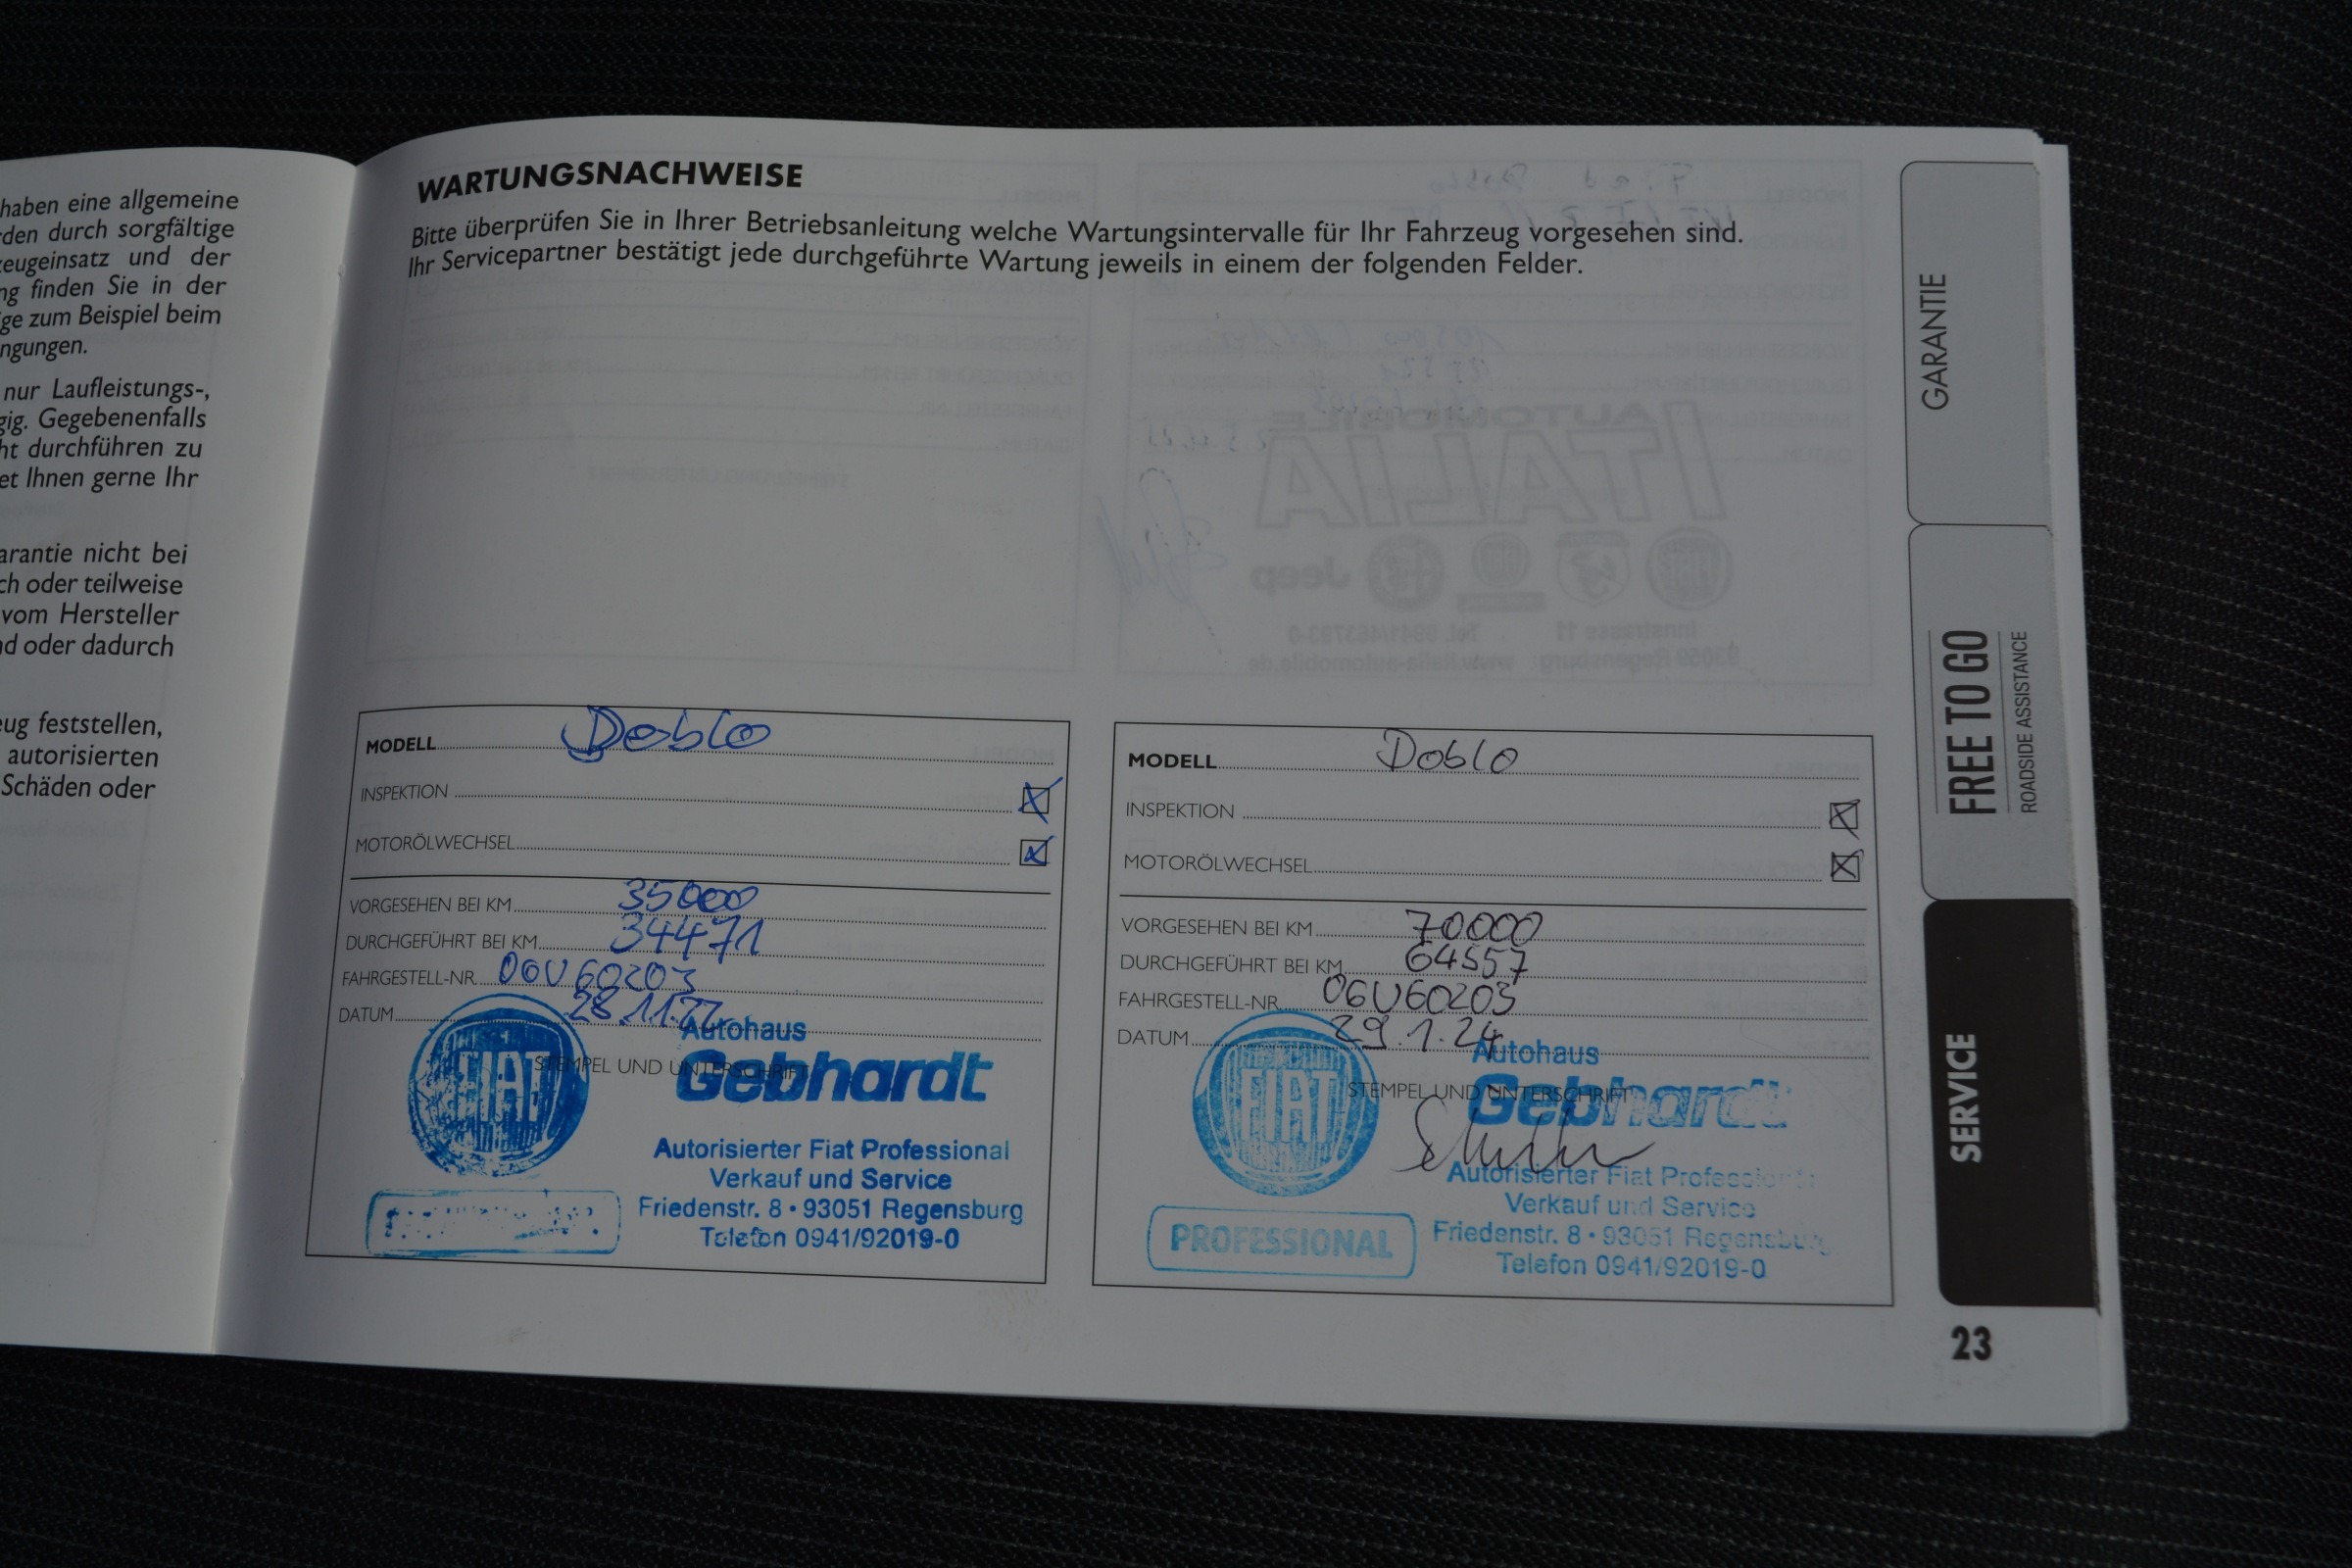 haben eine allgemeine
den durch sorgfältige
zeugeinsatz und der
ng finden Sie in der
ge zum Beispiel beim
ngungen.
nur Laufleistungs-,
gig. Gegebenenfalls
ht durchführen zu
et Ihnen gerne Ihr
arantie nicht bei
ch oder teilweise
vom Hersteller
nd oder dadurch
eug feststellen,
autorisierten
Schäden oder
WARTUNGSNACHWEISE
Bitte überprüfen Sie in Ihrer Betriebsanleitung welche Wartungsintervalle für Ihr Fahrzeug vorgesehen sind.
Ihr Servicepartner bestätigt jede durchgeführte Wartung jeweils in einem der folgenden Felder.
MODELL Doblo
INSPEKTION
MOTORÖLWECHSEL
VORGESEHEN BEI KM 35000
DURCHGEFÜHRT BEI KM 34471
FAHRGESTELL-NR. 06U60203
DATUM 28.11.22
STEMPEL UND UNTERSCHRIFT
FIAT
Autohaus
Gebhardt
Autorisierter Fiat Professional
Verkauf und Service
Friedenstr. 8 • 93051 Regensburg
Telefon 0941/92019-0
MODELL Doblo
INSPEKTION
MOTORÖLWECHSEL
VORGESEHEN BEI KM 70000
DURCHGEFÜHRT BEI KM 64557
FAHRGESTELL-NR. 06U60203
DATUM 29.1.24
STEMPEL UND UNTERSCHRIFT
FIAT
PROFESSIONAL
Autohaus
Gebhardt
Autorisierter Fiat Professional
Verkauf und Service
Friedenstr. 8 • 93051 Regensburg
Telefon 0941/92019-0
GARANTIE
FREE TO GO
ROADSIDE ASSISTANCE
SERVICE
23